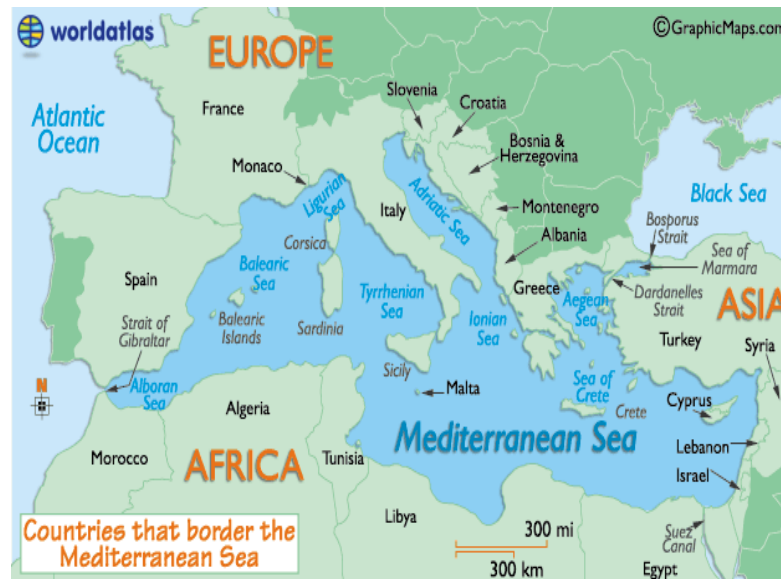 worldatlas
©GraphicMaps.com
EUROPE
Slovenia
Croatia
France
Atlantic
Ocean
Bosnia &
Herzegovina
Monaco
Ligurian
Sea
Adriatic Sea
Black Sea
Italy
Montenegro
Bosporus
Strait
Corsica
Albania
Sea of
Marmara
Spain
Balearic
Sea
Tyrrhenian
Sea
Greece
Dardanelles
Strait
Aegean
Sea
ASIA
Ionian
Sea
Strait of
Gibraltar
Balearic
Islands
Sardinia
Turkey
Syria
N
Sicily
Alboran
Sea
Malta
Sea of
Crete
Crete
Cyprus
Algeria
Mediterranean Sea
Lebanon
Morocco
AFRICA
Tunisia
Israel
Libya
Countries that border the
Mediterranean Sea
300 mi
300 km
Suez
Canal
Egypt